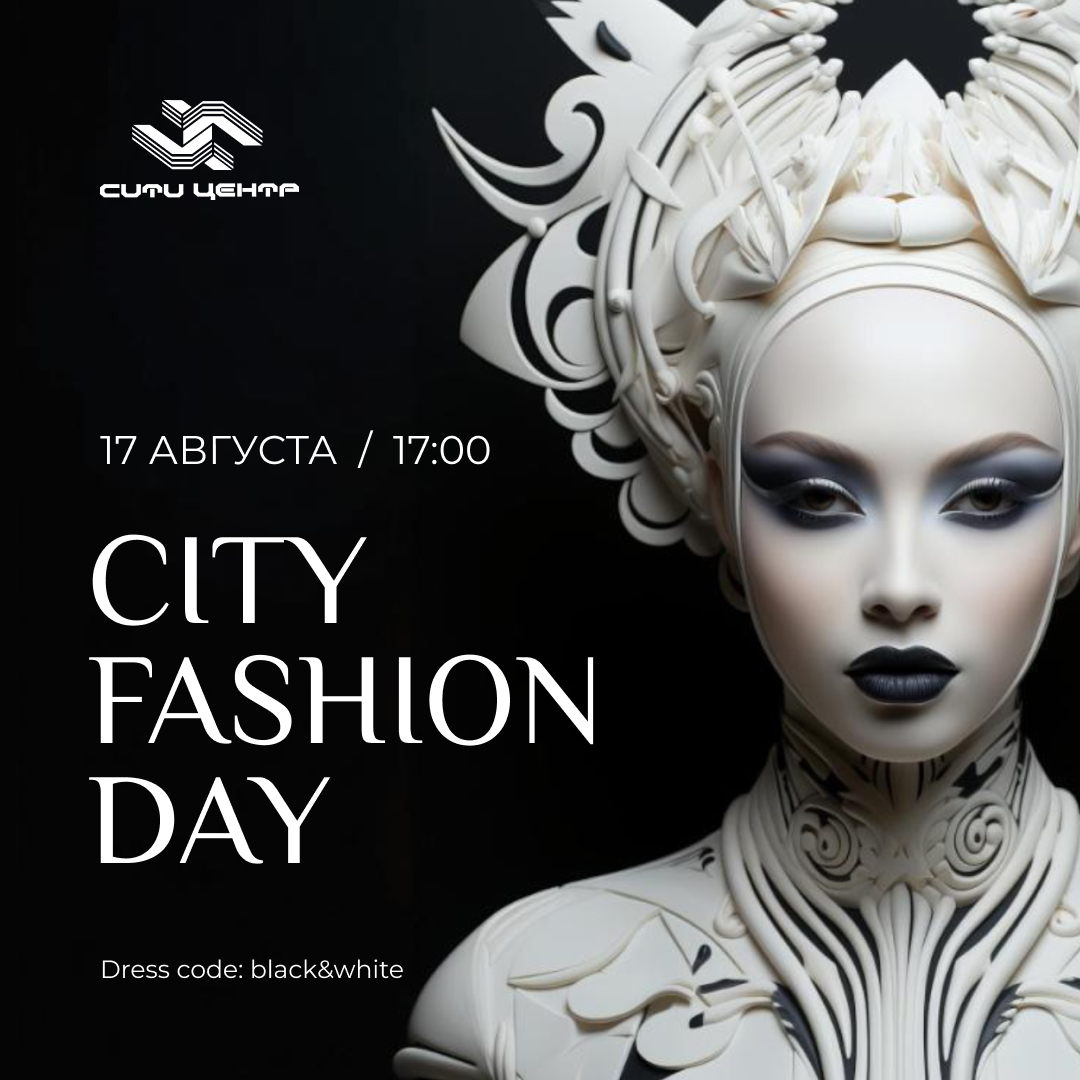 СИТИ ЦЕНТР
17 АВГУСТА / 17:00
CITY
FASHION
DAY
Dress code: black&white